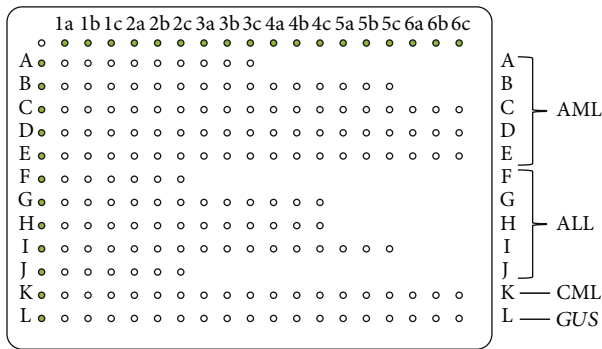 1a 1b 1c 2a 2b 2c 3a 3b 3c 4a 4b 4c 5a 5b 5c 6a 6b 6c
A A
B B
C C AML
D D
E E
F F
G G
H H ALL
I I
J J
K K CML
L L GUS